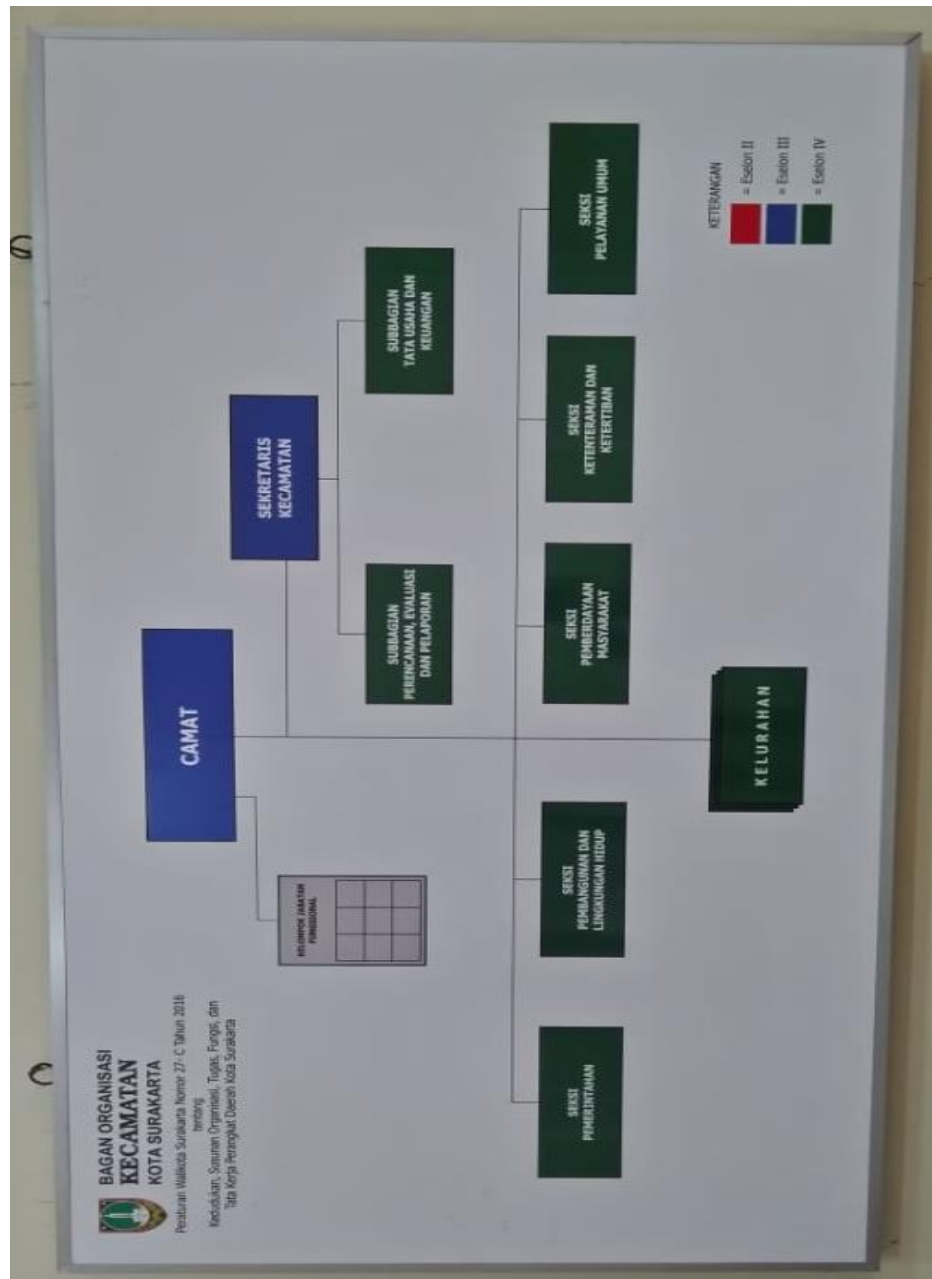 BAGAN ORGANISASI
KECAMATAN
KOTA SURAKARTA
Peraturan Walikota Surakarta Nomor 27- C Tahun 2016
tentang
Kedudukan, Susunan Organisasi, Tugas, Fungsi, dan
Tata Kerja Perangkat Daerah Kota Surakarta
CAMAT
KELOMPOK JABATAN
FUNGSIONAL
SEKRETARIS
KECAMATAN
SUBBAGIAN
PERENCANAAN, EVALUASI
DAN PELAPORAN
SUBBAGIAN
TATA USAHA DAN
KEUANGAN
SEKSI
PEMERINTAHAN
SEKSI
PEMBANGUNAN DAN
LINGKUNGAN HIDUP
SEKSI
PEMBERDAYAAN
MASYARAKAT
SEKSI
KETENTERAMAN DAN
KETERTIBAN
SEKSI
PELAYANAN UMUM
KELURAHAN
KETERANGAN
= Eselon II
= Eselon III
= Eselon IV